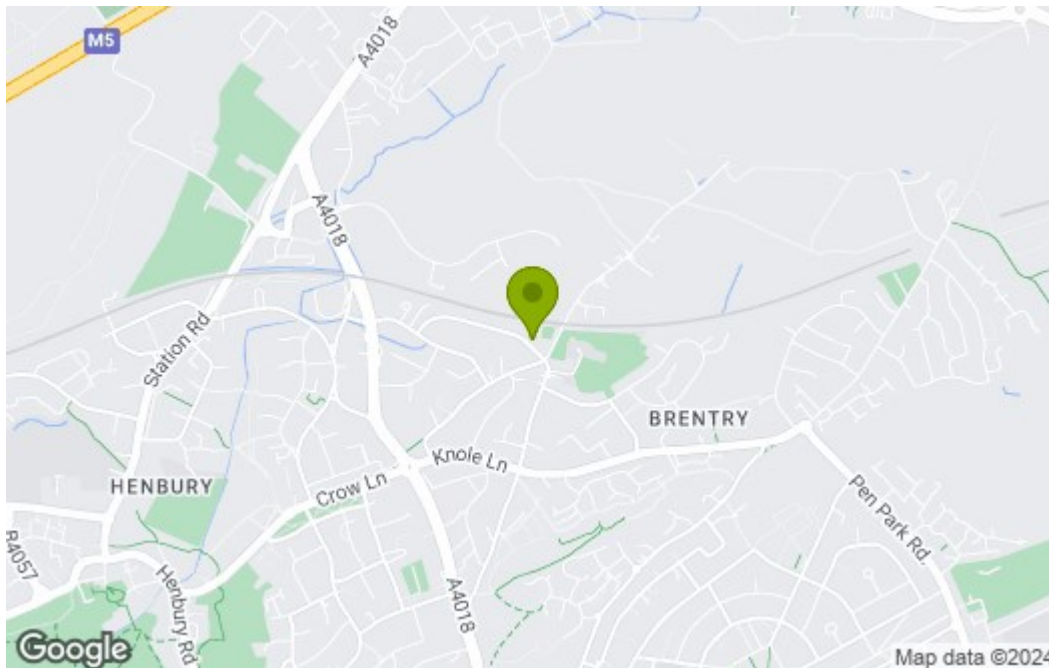 M5
A4018
A4018
Station Rd
BRENTRY
Knole Ln
HENBURY
Crow Ln
Pen Park Rd.
B4057
Henbury Rd
A4018
Google
Map data ©2024